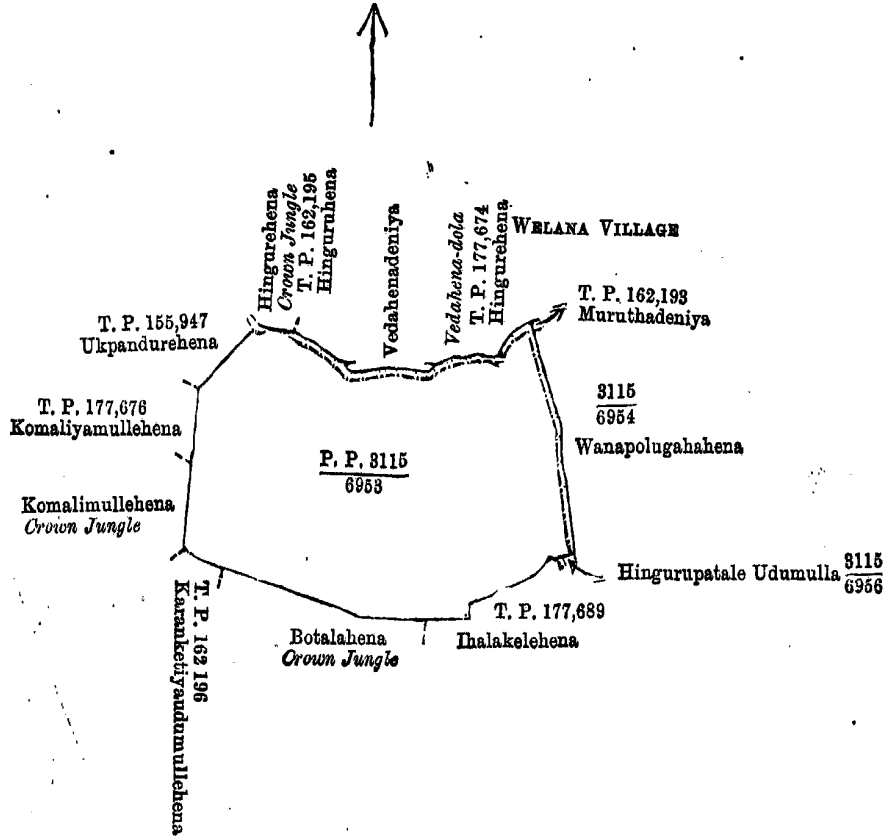 Hingurehena
Crown Jungle
T. P. 162,195
Hinguruhena
Vedahenadeniya
Vedahena-dola
T. P. 177,674
Hingurehena
WELANA VILLAGE
T. P. 162,193
Muruthadeniya
T. P. 155,947
Ukpandurehena
T. P. 177,676
Komaliyamullehena
3115
6954
Wanapolugahahena
P. P. 3115
6953
Komalimullehena
Crown Jungle
Hingurupatale Udumulla 3115
6956
T. P. 177,689
Ihalakelehena
Botalahena
Crown Jungle
T. P. 162 196
Karanketiyaudumullehena